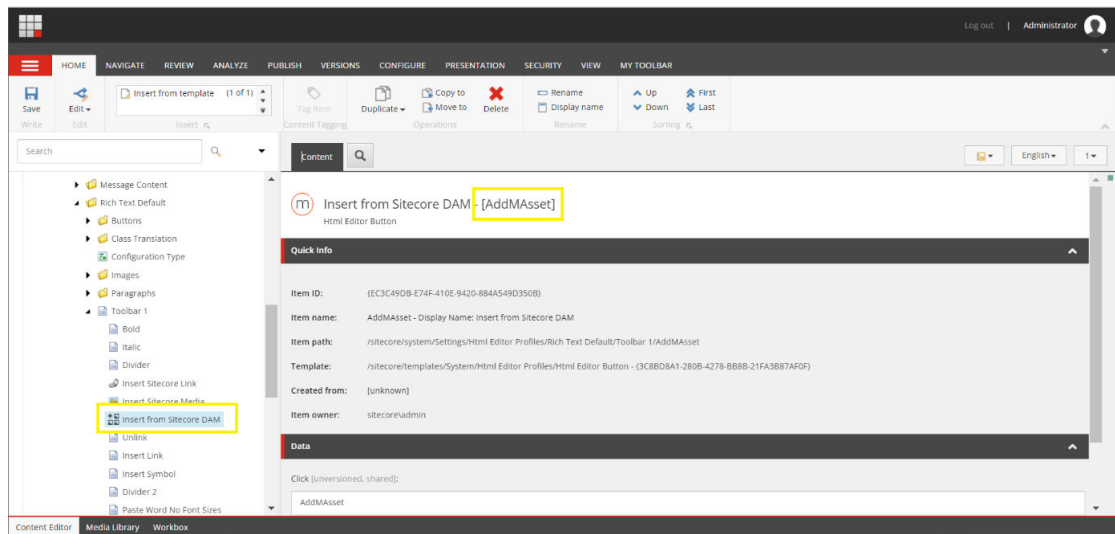 Log out | Administrator
HOME NAVIGATE REVIEW ANALYZE PUBLISH VERSIONS CONFIGURE PRESENTATION SECURITY VIEW MY TOOLBAR
Save
Write
Edit
Edit
Insert from template (1 of 1)
Insert
Tag item
Content Tagging
Duplicate
Copy to
Move to
Delete
Operations
Rename
Display name
Rename
Up
Down
First
Last
Sorting
Search
Message Content
Rich Text Default
Buttons
Class Translation
Configuration Type
Images
Paragraphs
Toolbar 1
Bold
Italic
Divider
Insert Sitecore Link
Insert Sitecore Media
Insert from Sitecore DAM
Unlink
Insert Link
Insert Symbol
Divider 2
Paste Word No Font Sizes
Content
English
1
m
Insert from Sitecore DAM - [AddMAsset]
Html Editor Button
Quick Info
Item ID: {EC3C49DB-E74F-410E-9420-884A549D350B}
Item name: AddMAsset - Display Name: Insert from Sitecore DAM
Item path: /sitecore/system/Settings/Html Editor Profiles/Rich Text Default/Toolbar 1/AddMAsset
Template: /sitecore/templates/System/Html Editor Profiles/Html Editor Button - {3C8BD8A1-280B-4278-BB8B-21FA3B87AF0F}
Created from: [unknown]
Item owner: sitecore\admin
Data
Click [unversioned, shared]:
AddMAsset
Content Editor Media Library Workbox